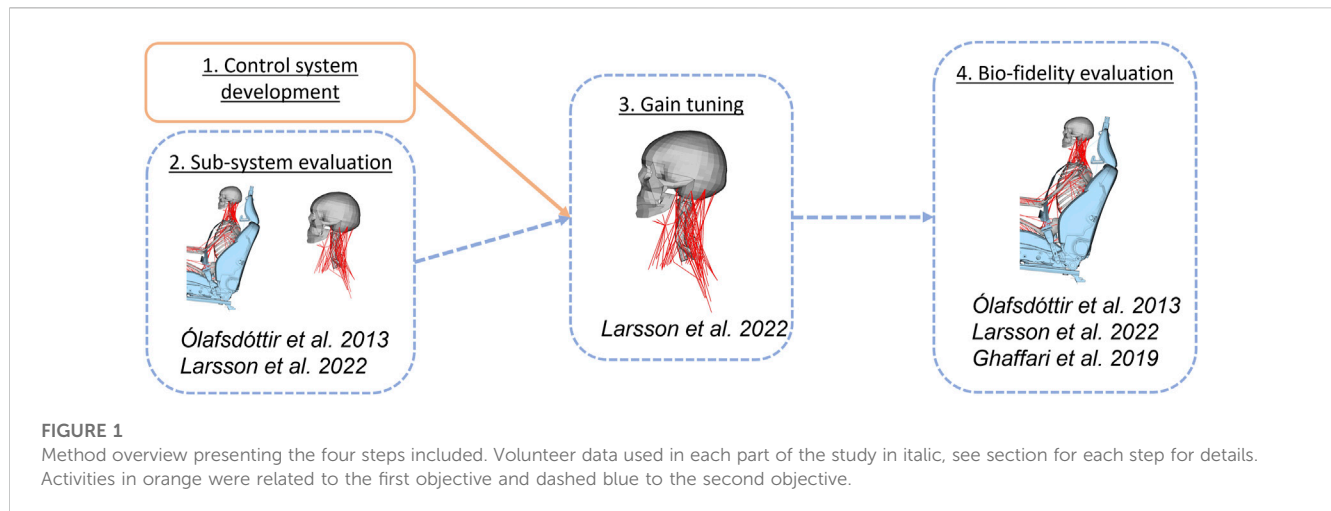 1. Control system
development
2. Sub-system evaluation
Ólafsdóttir et al. 2013
Larsson et al. 2022
3. Gain tuning
Larsson et al. 2022
4. Bio-fidelity evaluation
Ólafsdóttir et al. 2013
Larsson et al. 2022
Ghaffari et al. 2019
FIGURE 1
Method overview presenting the four steps included. Volunteer data used in each part of the study in italic, see section for each step for details.
Activities in orange were related to the first objective and dashed blue to the second objective.